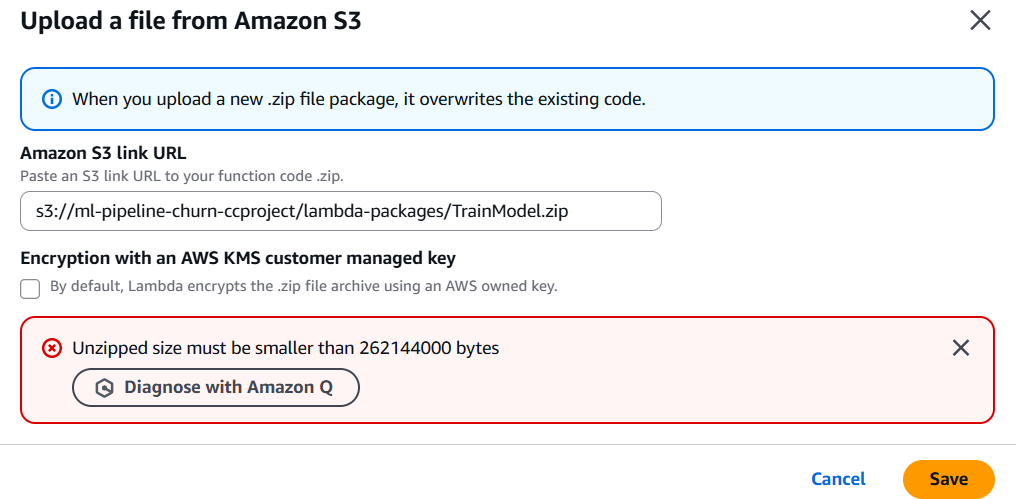 Upload a file from Amazon S3
When you upload a new .zip file package, it overwrites the existing code.
Amazon S3 link URL
Paste an S3 link URL to your function code .zip.
s3://ml-pipeline-churn-ccproject/lambda-packages/TrainModel.zip
Encryption with an AWS KMS customer managed key
By default, Lambda encrypts the .zip file archive using an AWS owned key.
Unzipped size must be smaller than 262144000 bytes
Diagnose with Amazon Q
Cancel Save